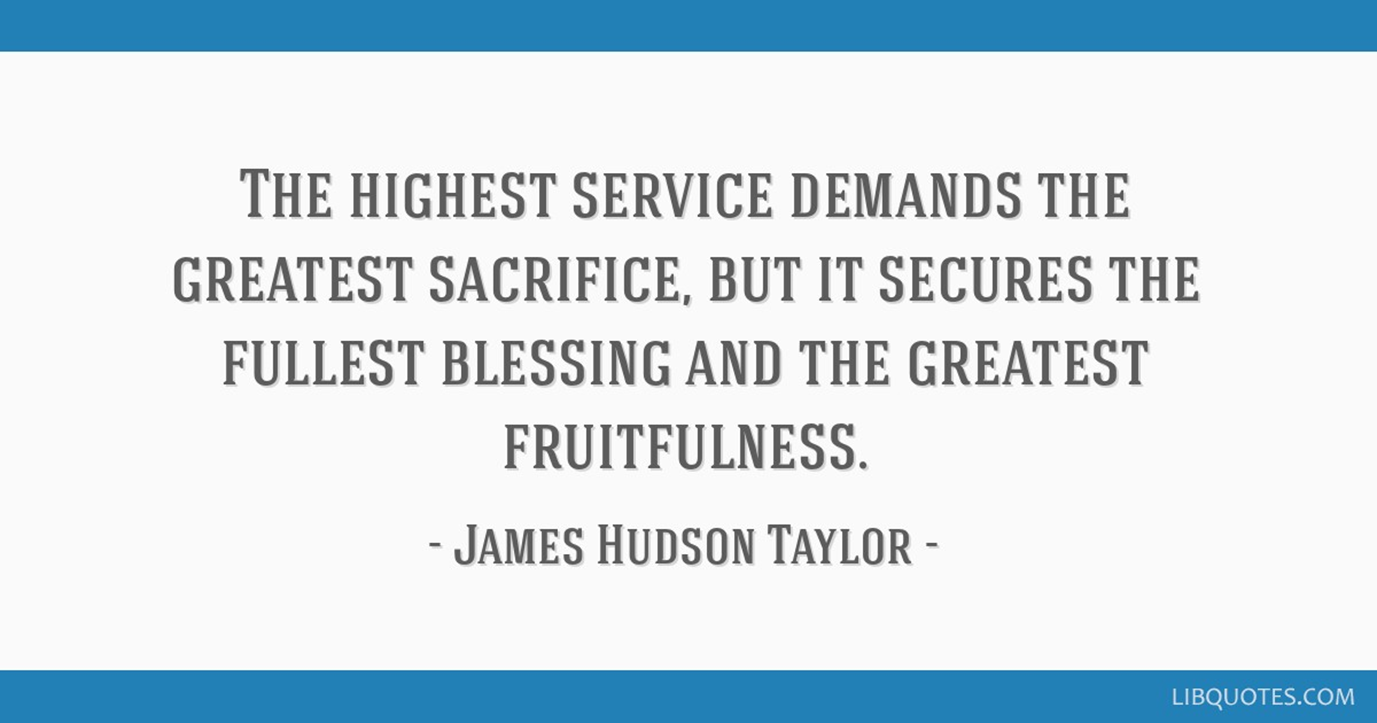 The highest service demands the
greatest sacrifice, but it secures the
fullest blessing and the greatest
fruitfulness.
- James Hudson Taylor -
LIBQUOTES.COM